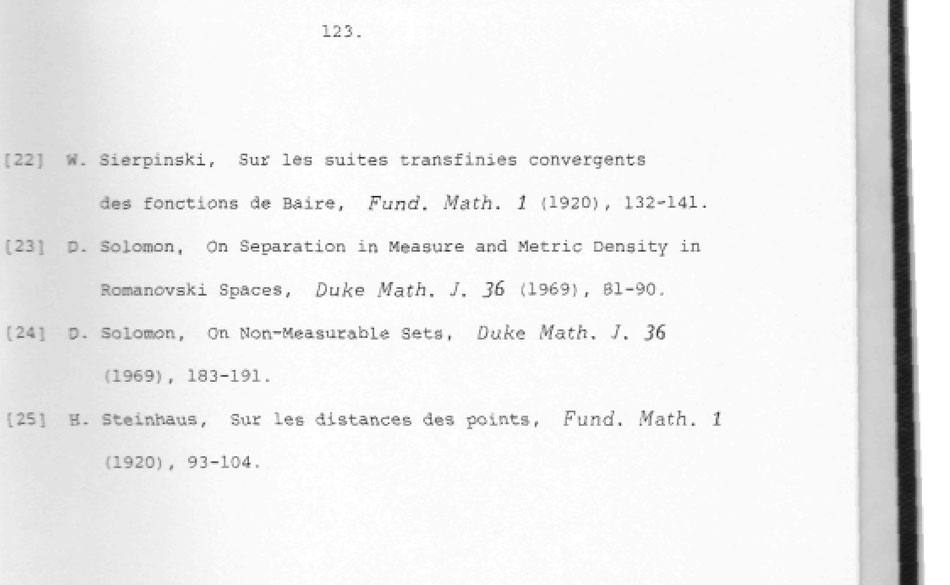 123.
[22] W. Sierpinski, Sur les suites transfinies convergents
des fonctions de Baire, Fund. Math. 1 (1920), 132-141.
[23] D. Solomon, On Separation in Measure and Metric Density in
Romanovski Spaces, Duke Math. J. 36 (1969), 81-90.
[24] D. Solomon, On Non-Measurable Sets, Duke Math. J. 36
(1969), 183-191.
[25] H. Steinhaus, Sur les distances des points, Fund. Math. 1
(1920), 93-104.